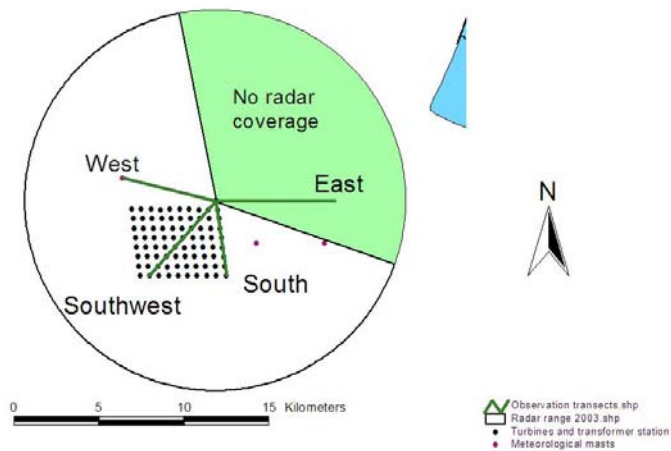 No radar
coverage
West
East
N
South
Southwest
0 5 10 15 Kilometers
Observation transects.shp
Radar range 2003.shp
Turbines and transformer station
Meteorological masts